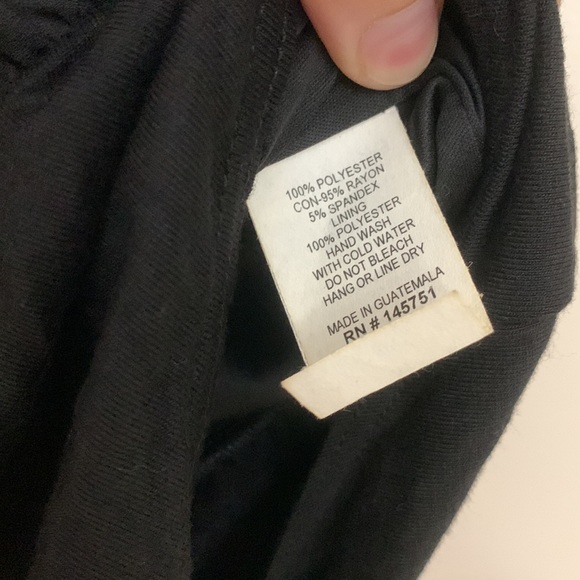 100% POLYESTER
CON-95% RAYON
5% SPANDEX
LINING
100% POLYESTER
HAND WASH
WITH COLD WATER
DO NOT BLEACH
HANG OR LINE DRY
MADE IN GUATEMALA
RN # 145751